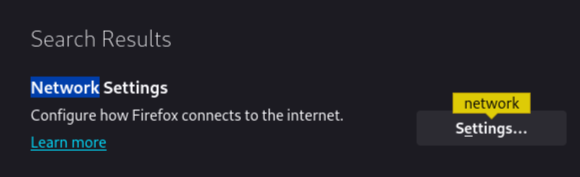 Search Results
Network Settings
Configure how Firefox connects to the internet.
Learn more
network
Settings...